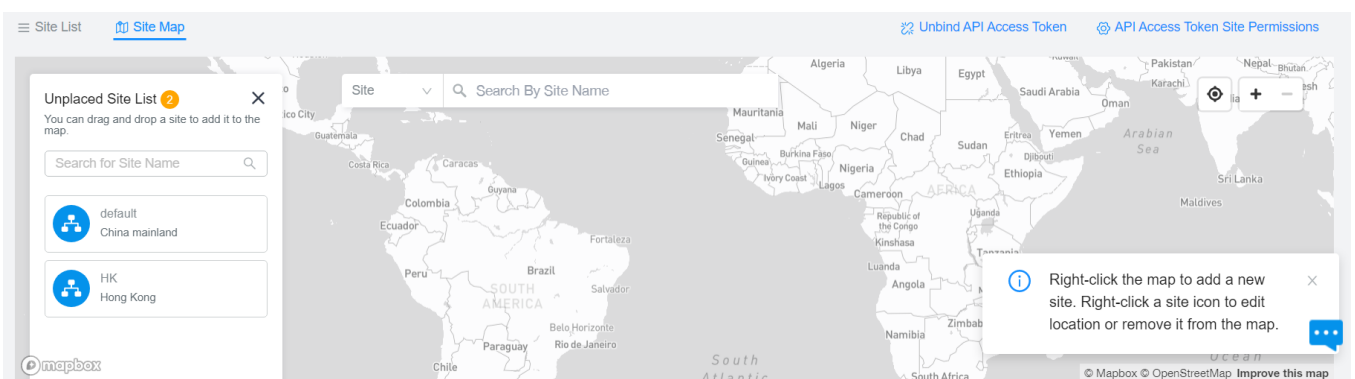 Site List
Site Map
Unbind API Access Token
API Access Token Site Permissions
Unplaced Site List 2
You can drag and drop a site to add it to the
map.
Search for Site Name
default
China mainland
HK
Hong Kong
mapbox
Site
Search By Site Name
ico City
Guatemala
Costa Rica
Caracas
Guyana
Colombia
Ecuador
Fortaleza
Peru
Brazil
SOUTH
AMERICA
Salvador
Belo Horizonte
Rio de Janeiro
Paraguay
Chile
South
Atlantic
Algeria
Libya
Egypt
Mauritania
Mali
Niger
Chad
Sudan
Eritrea
Yemen
Senegal
Burkina Faso
Guinea
Nigeria
Djibouti
Ivory Coast
Lagos
Ethiopia
Cameroon
AFRICA
Republic of
the Congo
Uganda
Kinshasa
Tanzania
Luanda
Angola
Namibia
Zimbab
South Africa
Saudi Arabia
Oman
Pakistan
Karachi
Nepal
Bhutan
Arabian
Sea
Sri Lanka
Maldives
Right-click the map to add a new
site. Right-click a site icon to edit
location or remove it from the map.
Ocean
© Mapbox © OpenStreetMap Improve this map